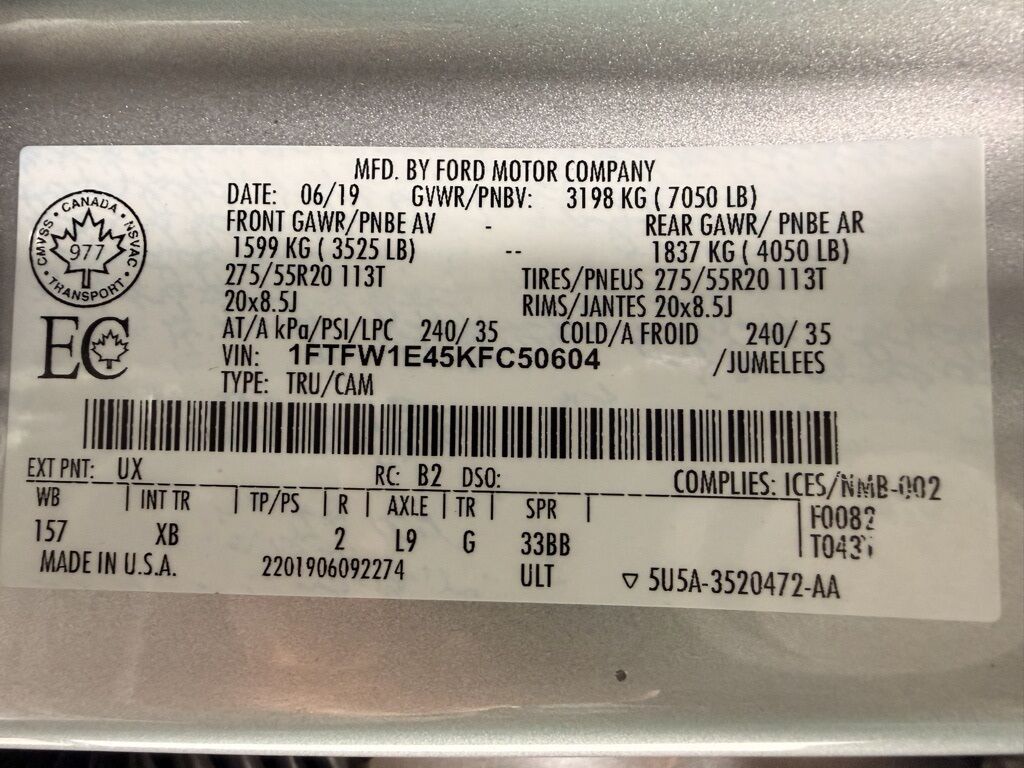 MFD. BY FORD MOTOR COMPANY
DATE: 06/19 GVWR/PNBV: 3198 KG ( 7050 LB)
FRONT GAWR/PNBE AV - REAR GAWR/ PNBE AR
1599 KG ( 3525 LB) -- 1837 KG ( 4050 LB)
275/55R20 113T TIRES/PNEUS 275/55R20 113T
20x8.5J RIMS/JANTES 20x8.5J
AT/A kPa/PSI/LPC 240/ 35 COLD/A FROID 240/ 35
VIN: 1FTFW1E45KFC50604 /JUMELEES
TYPE: TRU/CAM
CANADA
CMVSS NSVAC
977
TRANSPORT
EC
EXT PNT: UX RC: B2 DSO: COMPLIES: ICES/NMB-002
WB | INT TR | TP/PS | R | AXLE | TR | SPR | F0082
157 XB 2 L9 G 33BB
MADE IN U.S.A. 2201906092274 ULT ▽ 5U5A-3520472-AA